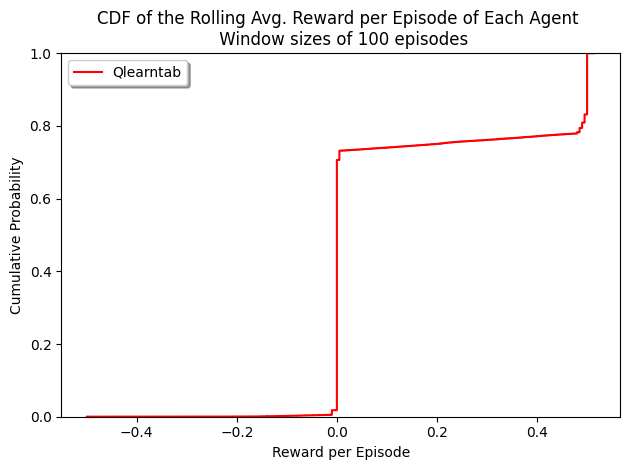 CDF of the Rolling Avg. Reward per Episode of Each Agent
Window sizes of 100 episodes
Qlearntab
Cumulative Probability
1.0
0.8
0.6
0.4
0.2
0.0
−0.4 −0.2 0.0 0.2 0.4
Reward per Episode